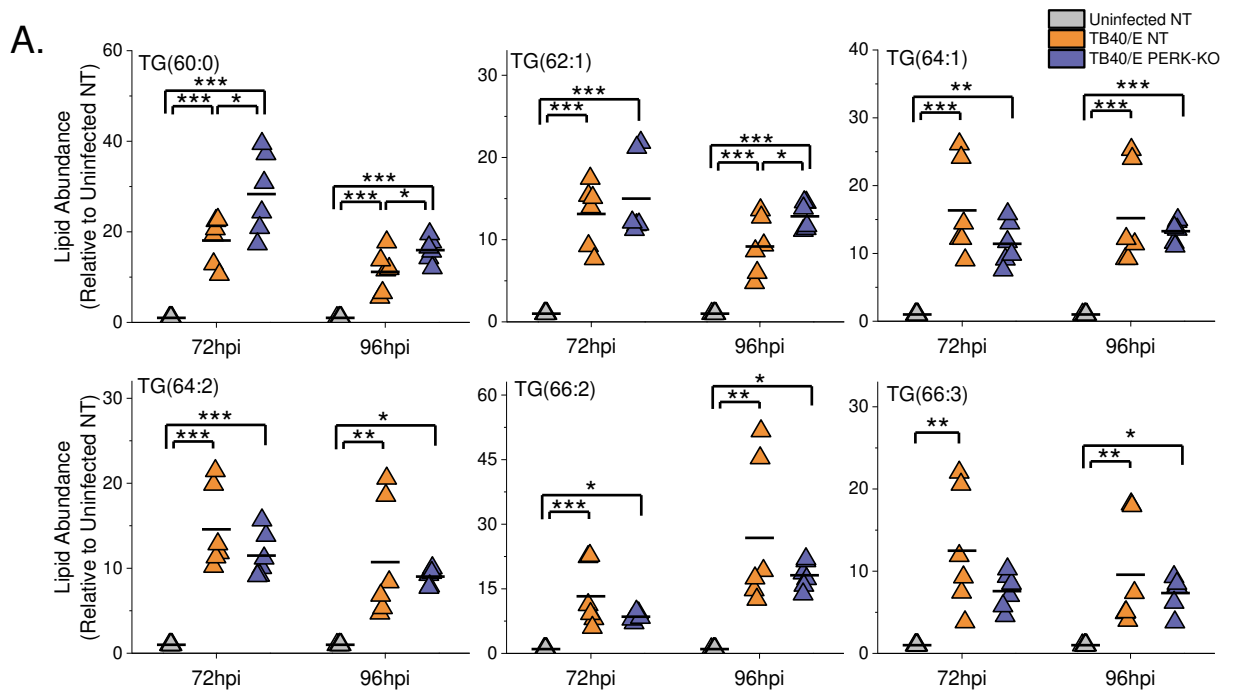 A.
Uninfected NT
TB40/E NT
TB40/E PERK-KO
Lipid Abundance
(Relative to Uninfected NT)
TG(60:0)
60
40
20
0
***
*** *
***
*** *
72hpi 96hpi
TG(62:1)
30
20
10
0
***
***
***
*** *
72hpi 96hpi
TG(64:1)
40
30
20
10
0
**
***
***
***
72hpi 96hpi
Lipid Abundance
(Relative to Uninfected NT)
TG(64:2)
30
20
10
0
***
***
*
**
72hpi 96hpi
TG(66:2)
60
45
30
15
0
*
***
*
**
72hpi 96hpi
TG(66:3)
30
20
10
0
**
*
**
72hpi 96hpi